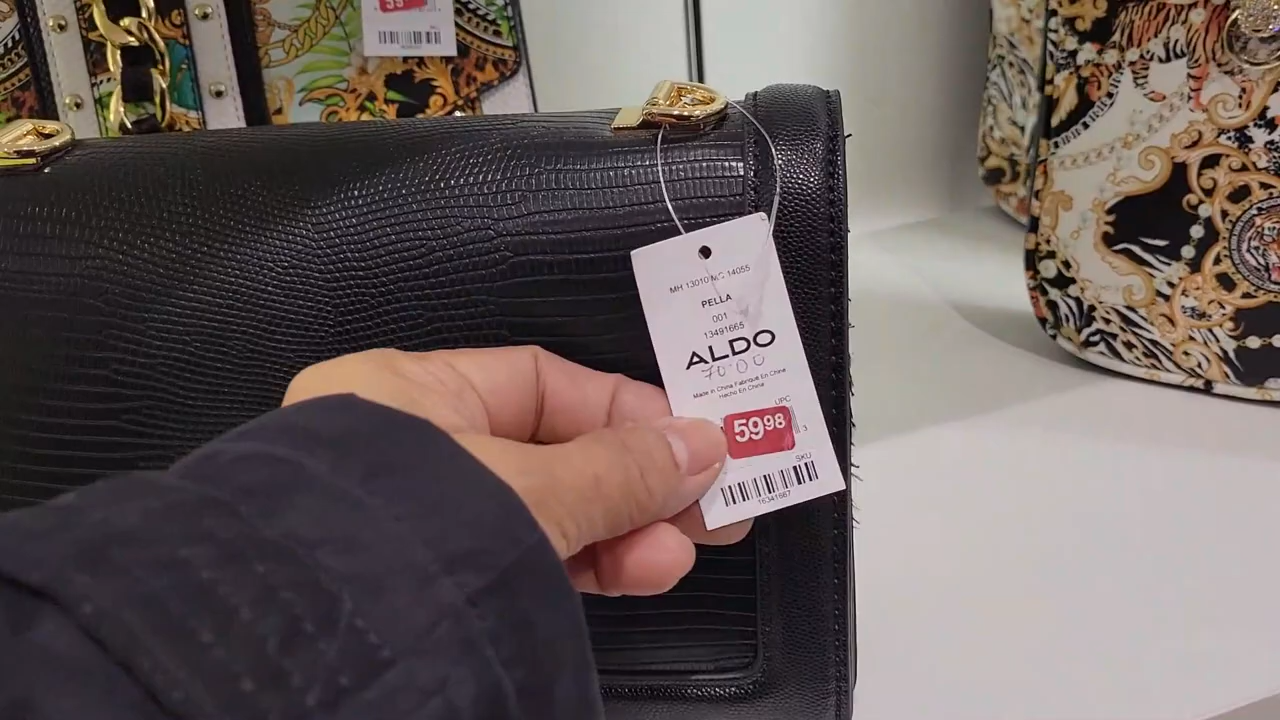 MH 13010 MC 14055
PELLA
001
13491665
ALDO
70.00
Made in China Fabriqué En Chine
Hecho En China
UPC
59 98
3
SKU
16341667